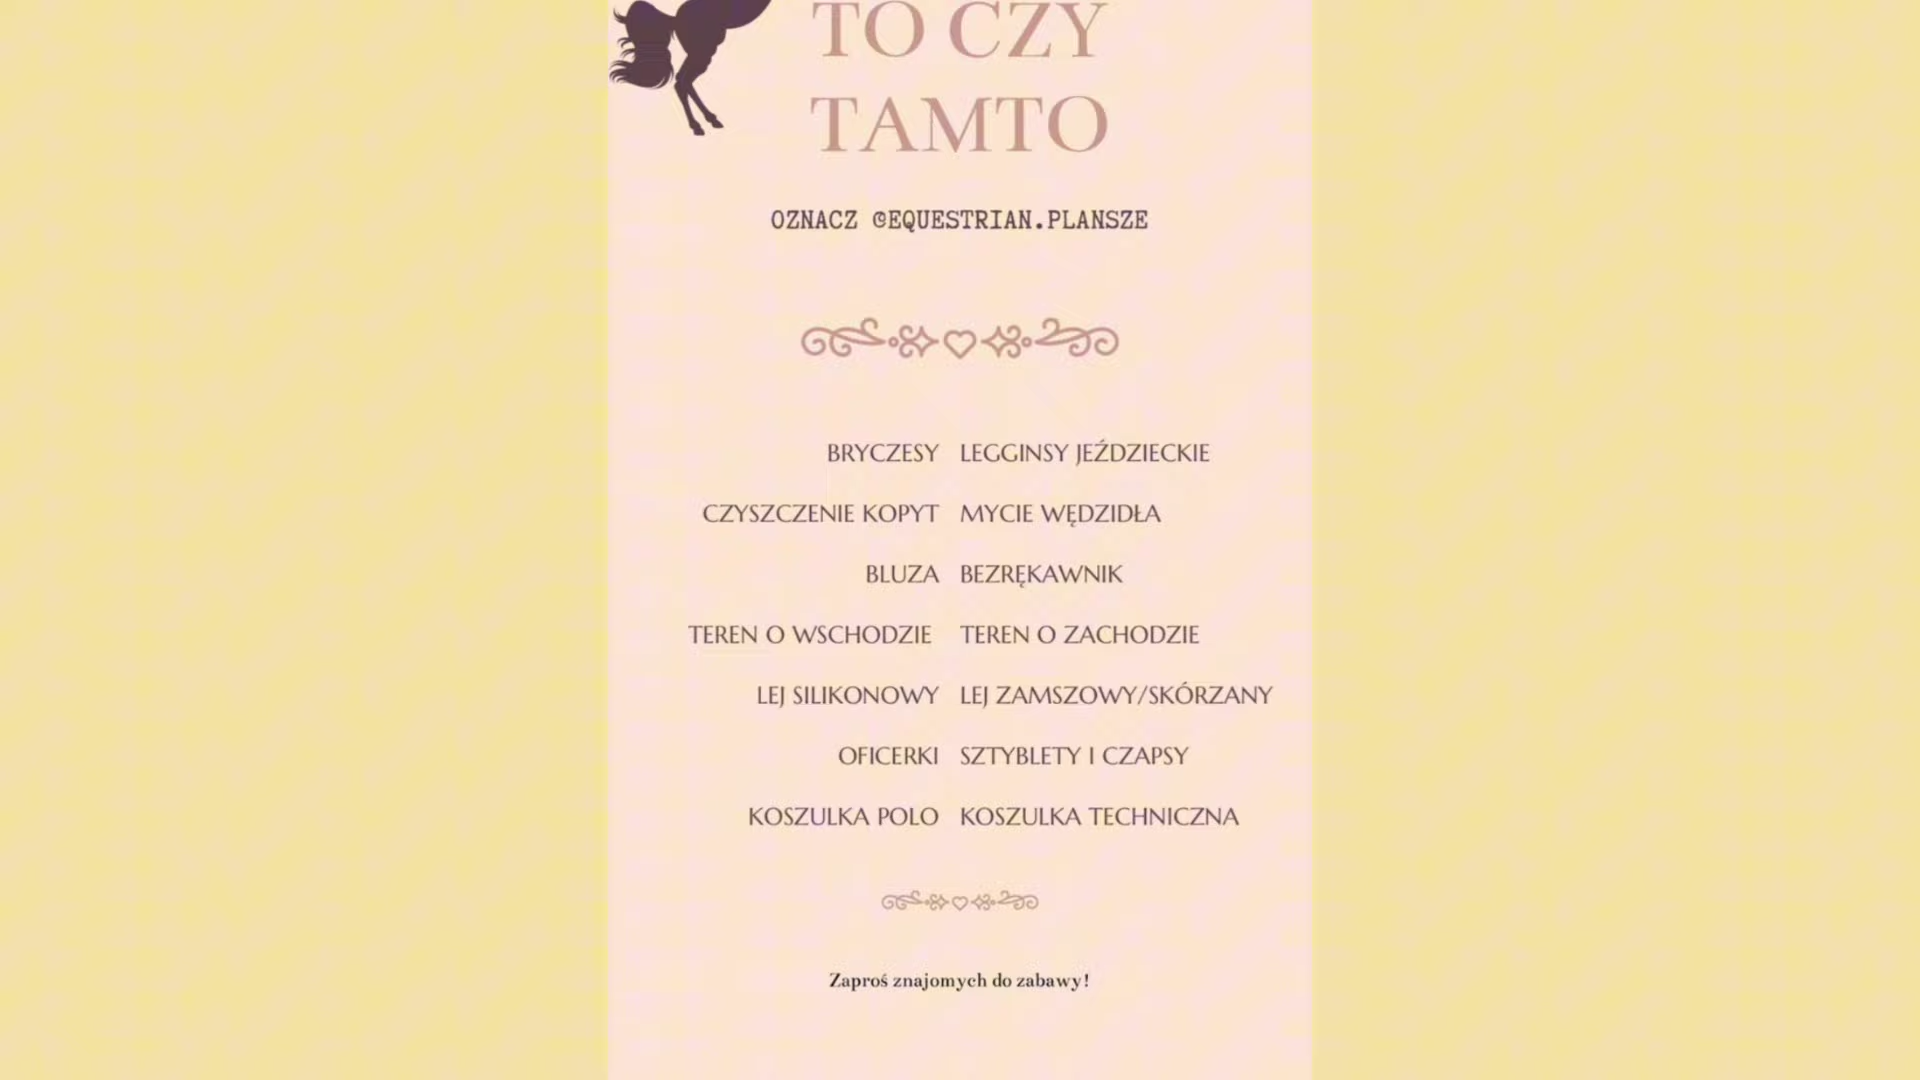 TO CZY
TAMTO
OZNACZ @EQUESTRIAN.PLANSZE
BRYCZESY LEGGINSY JEŹDZIECKIE
CZYSZCZENIE KOPYT MYCIE WĘDZIDŁA
BLUZA BEZRĘKAWNIK
TEREN O WSCHODZIE TEREN O ZACHODZIE
LEJ SILIKONOWY LEJ ZAMSZOWY/SKÓRZANY
OFICERKI SZTYBLETY I CZAPSY
KOSZULKA POLO KOSZULKA TECHNICZNA
Zaproś znajomych do zabawy!